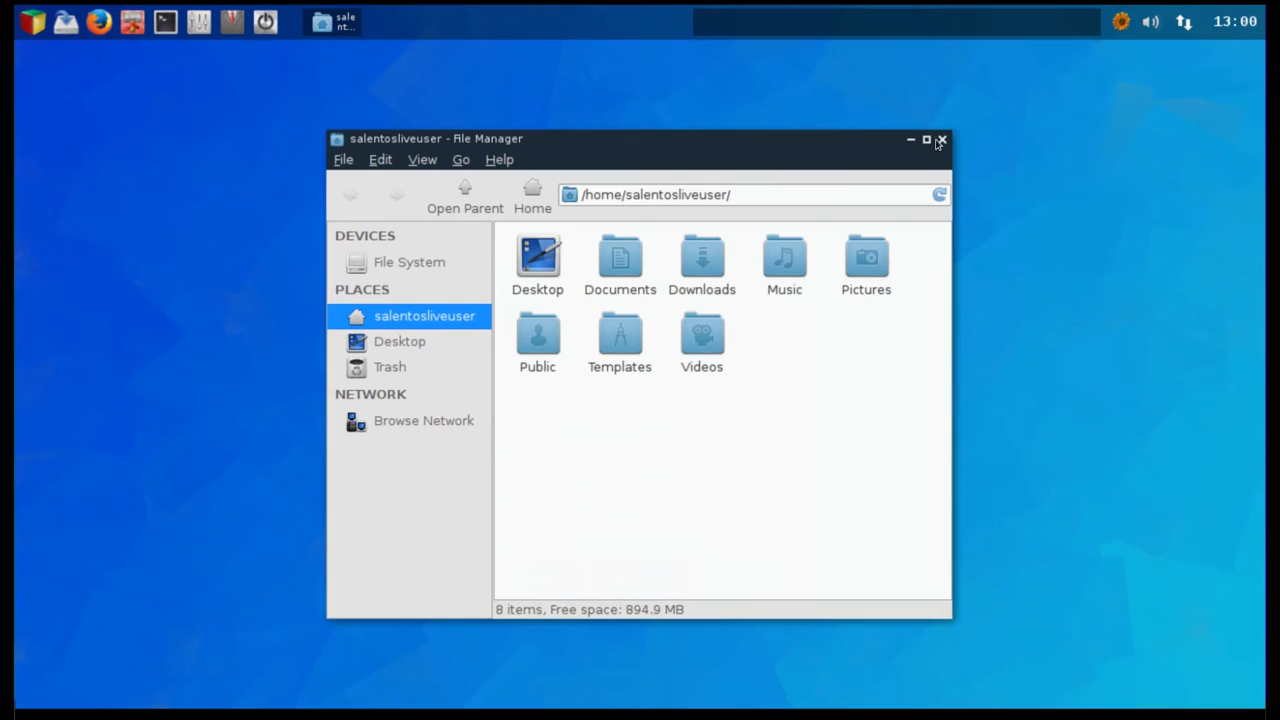 sale
nt...
13:00
salentosliveuser - File Manager
File Edit View Go Help
Open Parent Home /home/salentosliveuser/
DEVICES
File System
PLACES
salentosliveuser
Desktop
Trash
NETWORK
Browse Network
Desktop Documents Downloads Music Pictures
Public Templates Videos
8 items, Free space: 894.9 MB